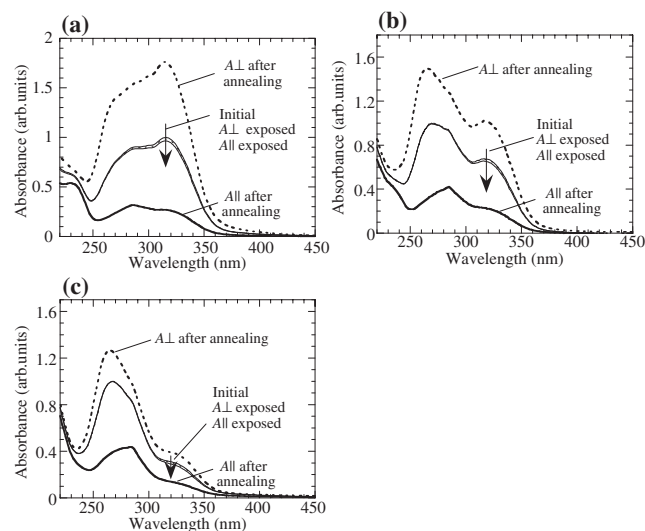 (a)
2
1.5
1
0.5
0
Absorbance (arb.units)
A⊥ after
annealing
Initial
A⊥ exposed
A|| exposed
A|| after
annealing
250 300 350 400 450
Wavelength (nm)
(b)
1.6
1.2
0.8
0.4
0
Absorbance (arb.units)
A⊥ after annealing
Initial
A⊥ exposed
A|| exposed
A|| after
annealing
250 300 350 400 450
Wavelength (nm)
(c)
1.6
1.2
0.8
0.4
0
Absorbance (arb.units)
A⊥ after annealing
Initial
A⊥ exposed
A|| exposed
A|| after
annealing
250 300 350 400 450
Wavelength (nm)